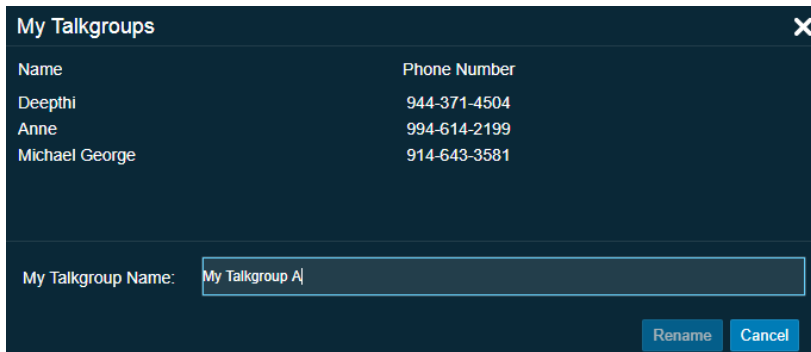 My Talkgroups
Name Phone Number
Deepthi 944-371-4504
Anne 994-614-2199
Michael George 914-643-3581
My Talkgroup Name: My Talkgroup A
Rename Cancel